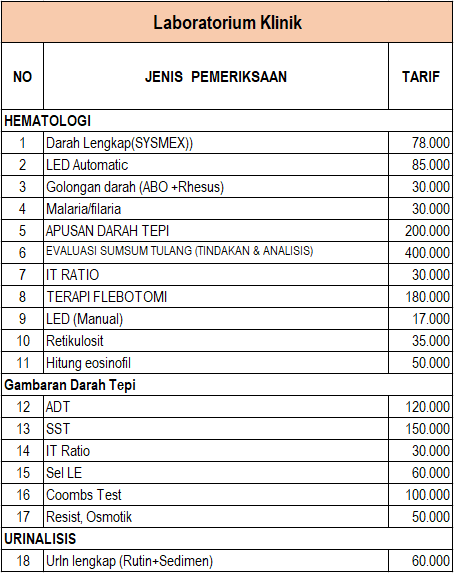 Laboratorium Klinik
NO JENIS PEMERIKSAAN TARIF
HEMATOLOGI
1 Darah Lengkap(SYSMEX)) 78.000
2 LED Automatic 85.000
3 Golongan darah (ABO +Rhesus) 30.000
4 Malaria/filaria 30.000
5 APUSAN DARAH TEPI 200.000
6 EVALUASI SUMSUM TULANG (TINDAKAN & ANALISIS) 400.000
7 IT RATIO 30.000
8 TERAPI FLEBOTOMI 180.000
9 LED (Manual) 17.000
10 Retikulosit 35.000
11 Hitung eosinofil 50.000
Gambaran Darah Tepi
12 ADT 120.000
13 SST 150.000
14 IT Ratio 30.000
15 Sel LE 60.000
16 Coombs Test 100.000
17 Resist, Osmotik 50.000
URINALISIS
18 UrIn lengkap (Rutin+Sedimen) 60.000